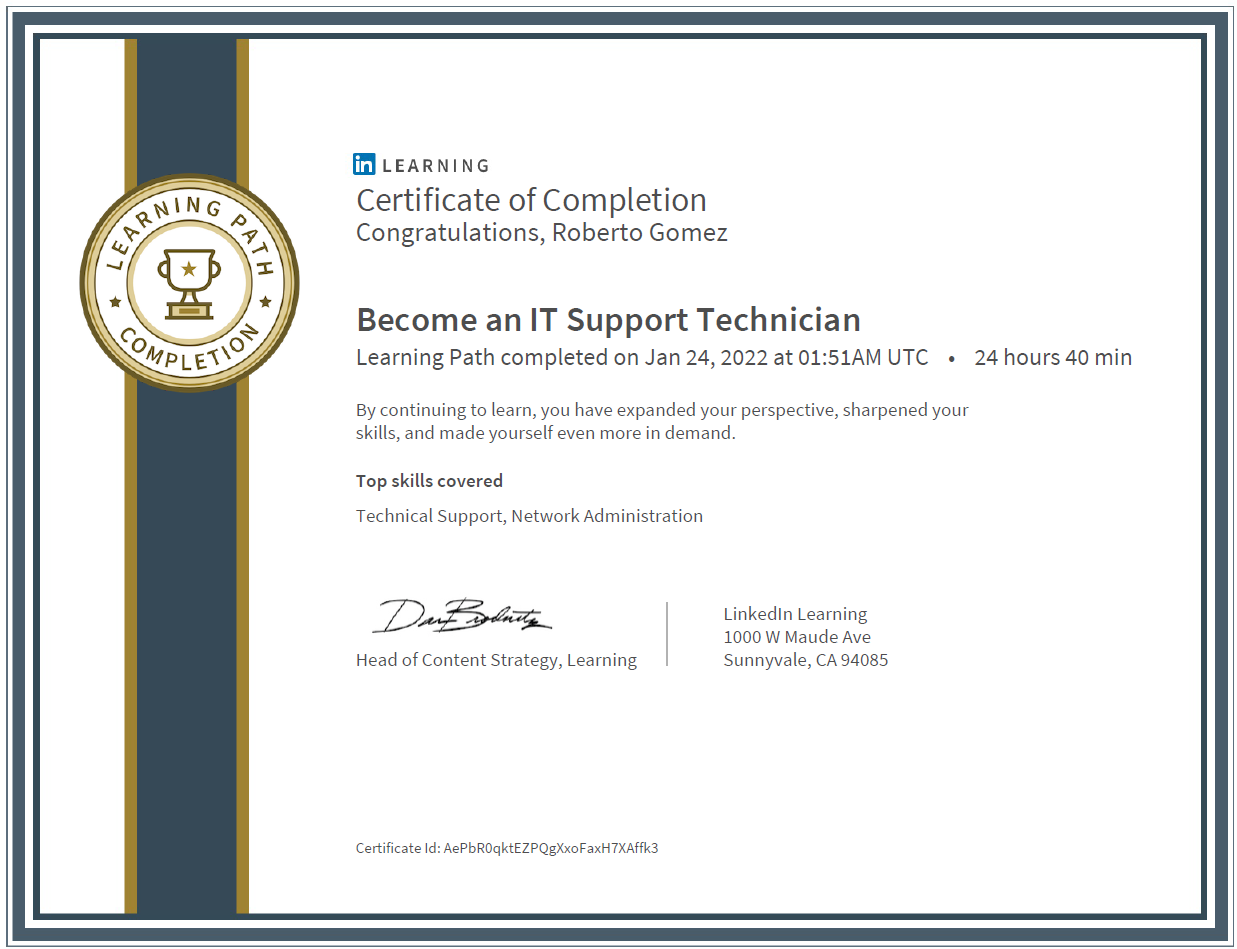 LEARNING PATH
COMPLETION
in LEARNING
Certificate of Completion
Congratulations, Roberto Gomez
Become an IT Support Technician
Learning Path completed on Jan 24, 2022 at 01:51AM UTC • 24 hours 40 min
By continuing to learn, you have expanded your perspective, sharpened your
skills, and made yourself even more in demand.
Top skills covered
Technical Support, Network Administration
Head of Content Strategy, Learning
LinkedIn Learning
1000 W Maude Ave
Sunnyvale, CA 94085
Certificate Id: AePbR0qktEZPQgXxoFaxH7XAffk3